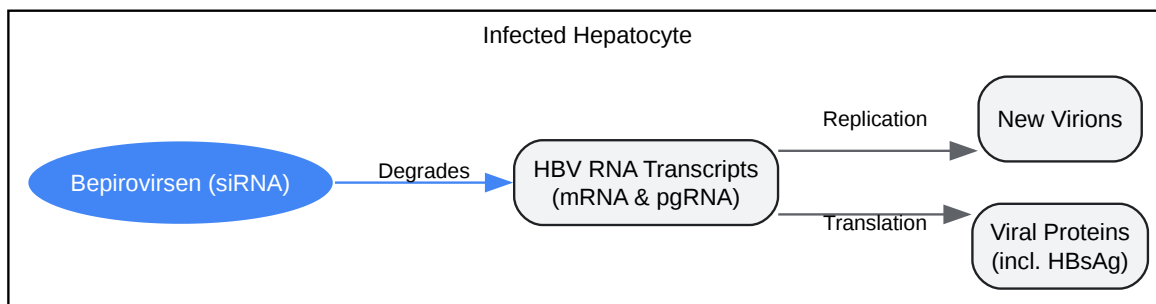 Infected Hepatocyte
Bepirovirsen (siRNA)
Degrades
HBV RNA Transcripts
(mRNA & pgRNA)
Replication
New Virions
Translation
Viral Proteins
(incl. HBsAg)